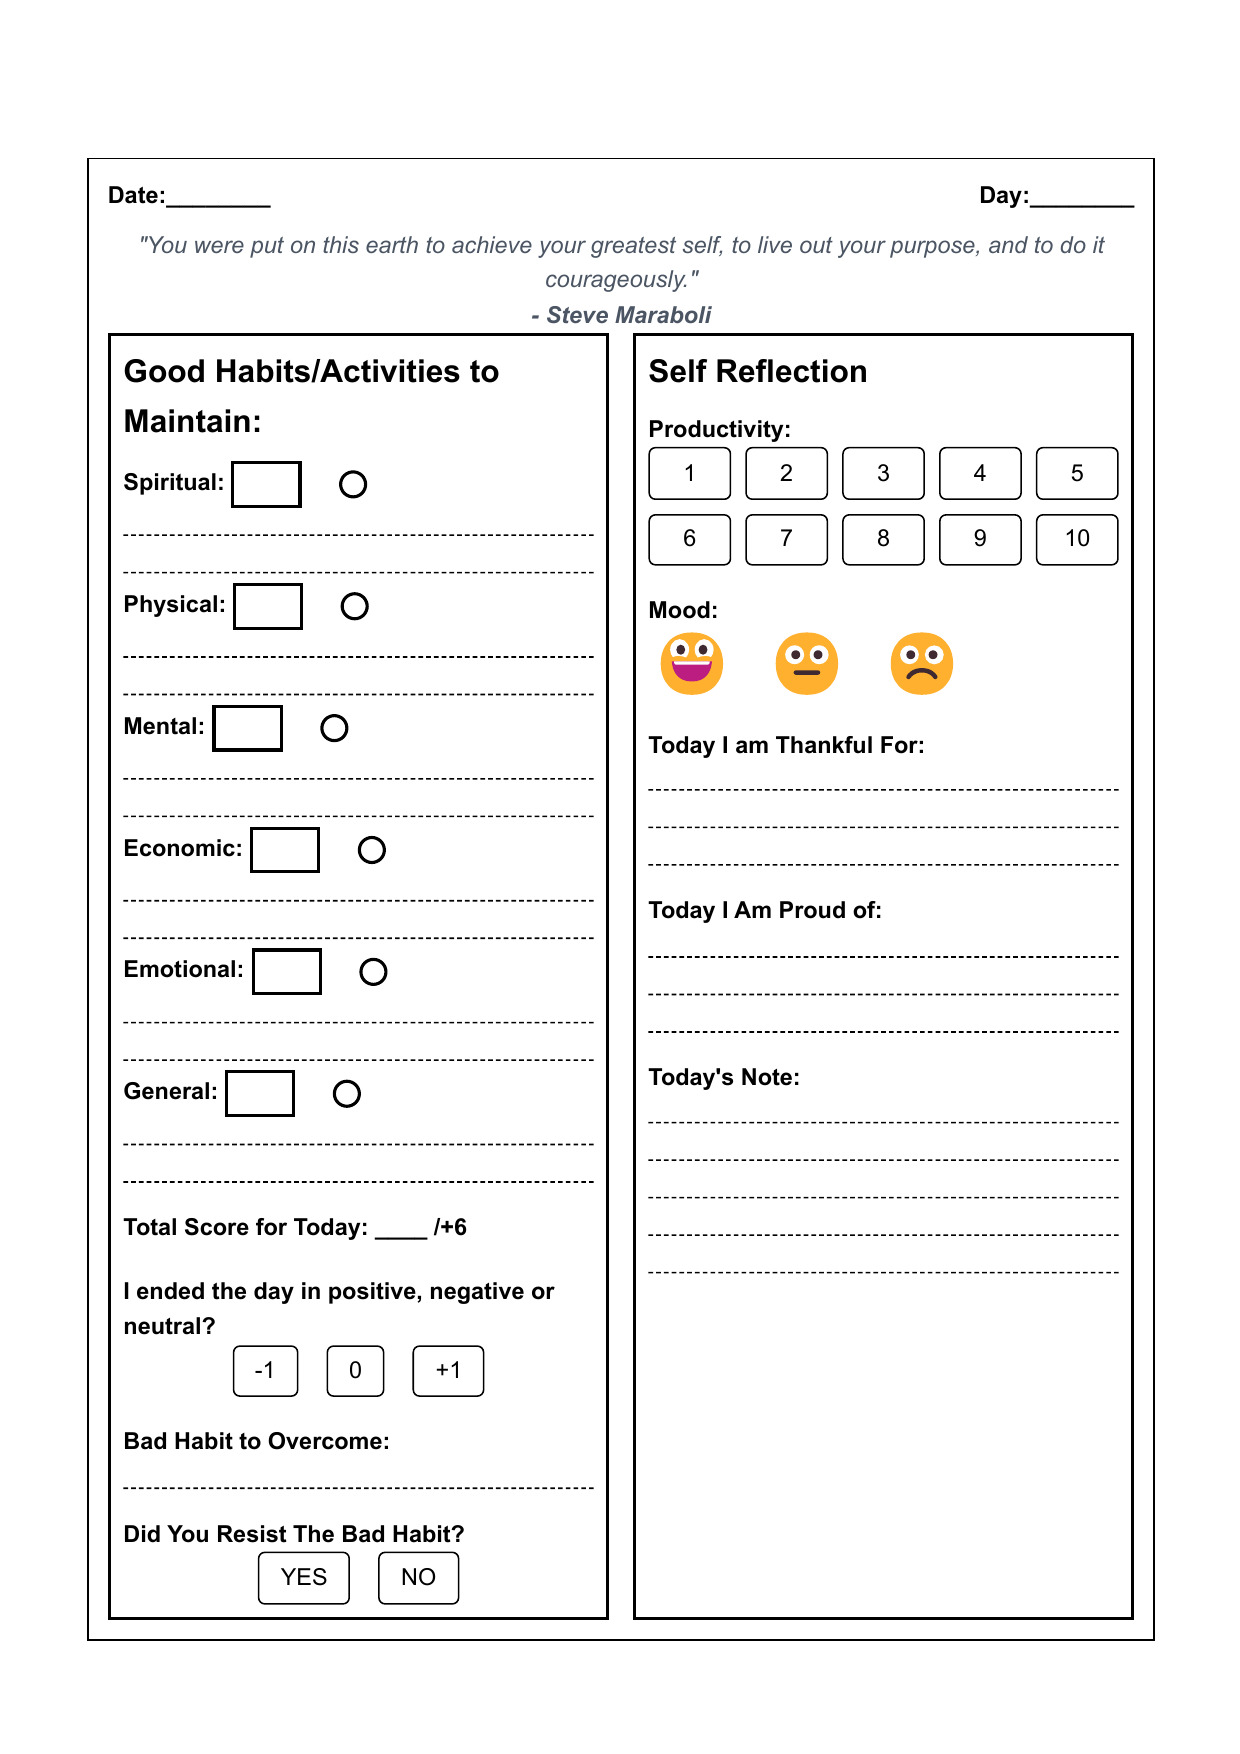 Date:________ Day:________
"You were put on this earth to achieve your greatest self, to live out your purpose, and to do it
courageously."
- Steve Maraboli
Good Habits/Activities to
Maintain:
Spiritual:
Physical:
Mental:
Economic:
Emotional:
General:
Total Score for Today: ____ /+6
I ended the day in positive, negative or
neutral?
-1 0 +1
Bad Habit to Overcome:
Did You Resist The Bad Habit?
YES NO
Self Reflection
Productivity:
1 2 3 4 5
6 7 8 9 10
Mood:
Today I am Thankful For:
Today I Am Proud of:
Today's Note: